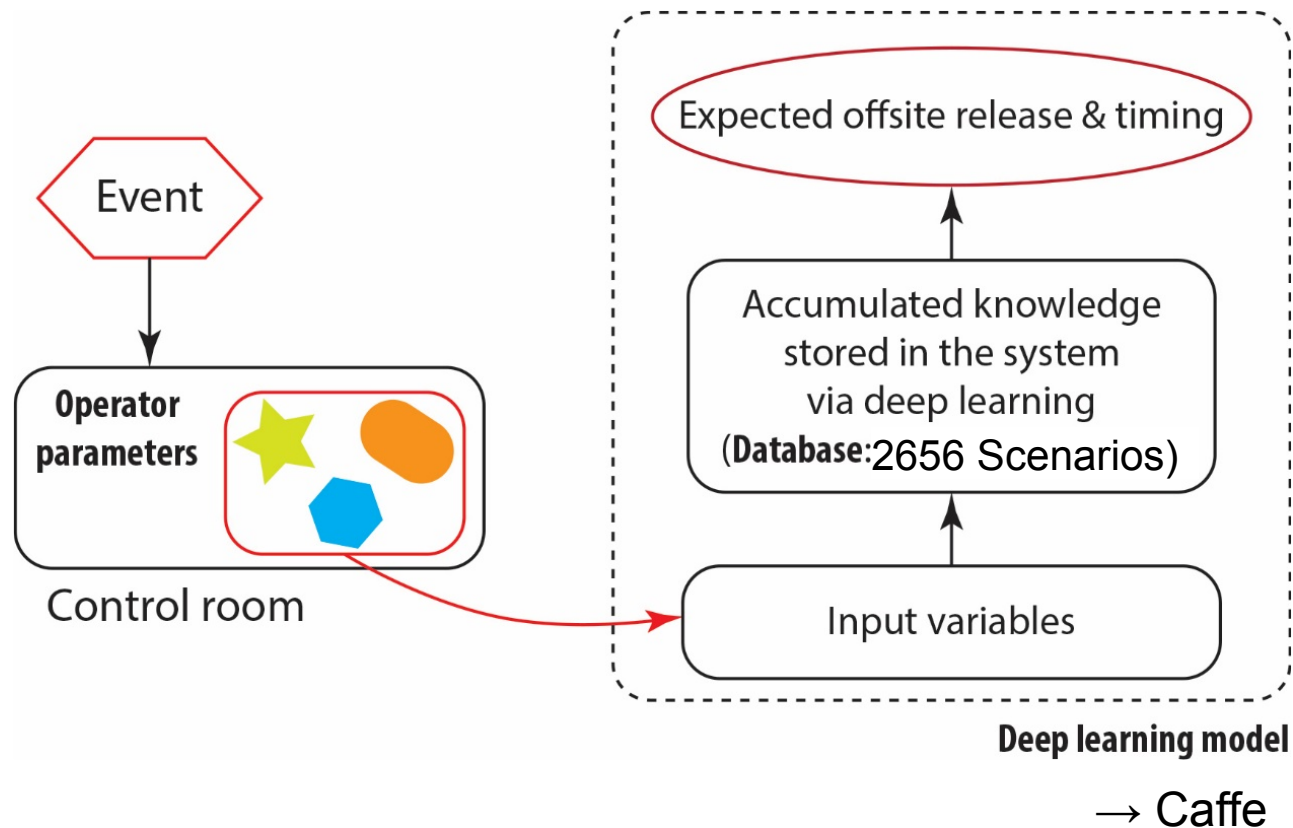 Event
Operator
parameters
Control room
Expected offsite release & timing
Accumulated knowledge
stored in the system
via deep learning
(Database:2656 Scenarios)
Input variables
Deep learning model
→ Caffe